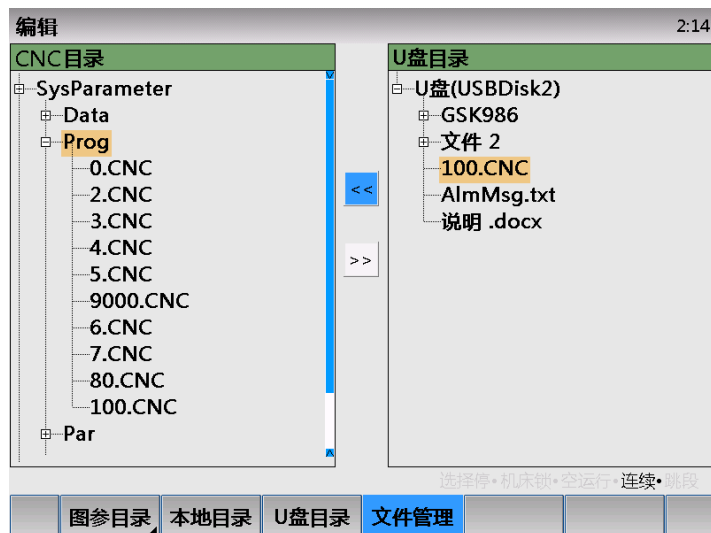 编辑
2:14
CNC目录
SysParameter
Data
Prog
0.CNC
2.CNC
3.CNC
4.CNC
5.CNC
9000.CNC
6.CNC
7.CNC
80.CNC
100.CNC
Par
<<
>>
U盘目录
U盘(USBDisk2)
GSK986
文件 2
100.CNC
AlmMsg.txt
说明 .docx
选择停•机床锁•空运行•连续•跳段
图参目录 本地目录 U盘目录 文件管理